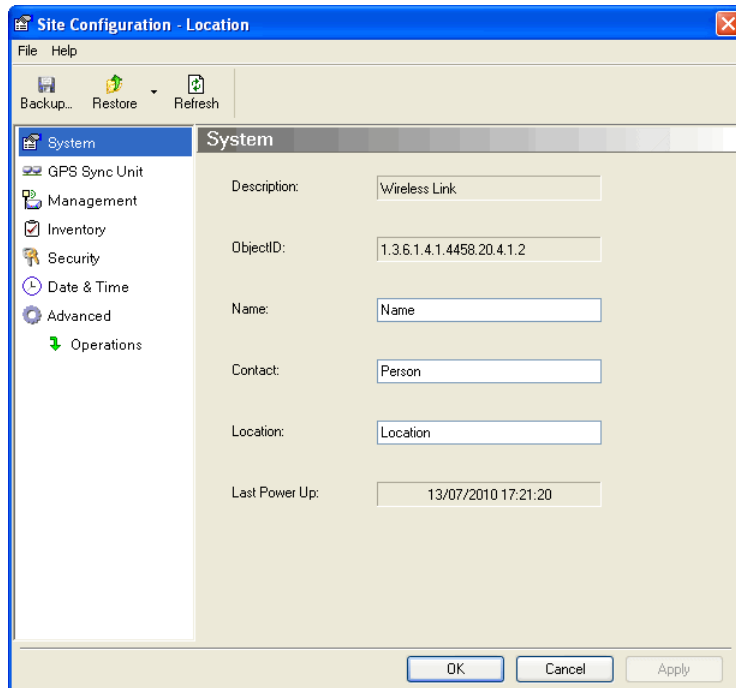 Site Configuration - Location
File Help
Backup... Restore Refresh
System
GPS Sync Unit
Management
Inventory
Security
Date & Time
Advanced
Operations
System
Description: Wireless Link
ObjectID: 1.3.6.1.4.1.4458.20.4.1.2
Name: Name
Contact: Person
Location: Location
Last Power Up: 13/07/2010 17:21:20
OK Cancel Apply